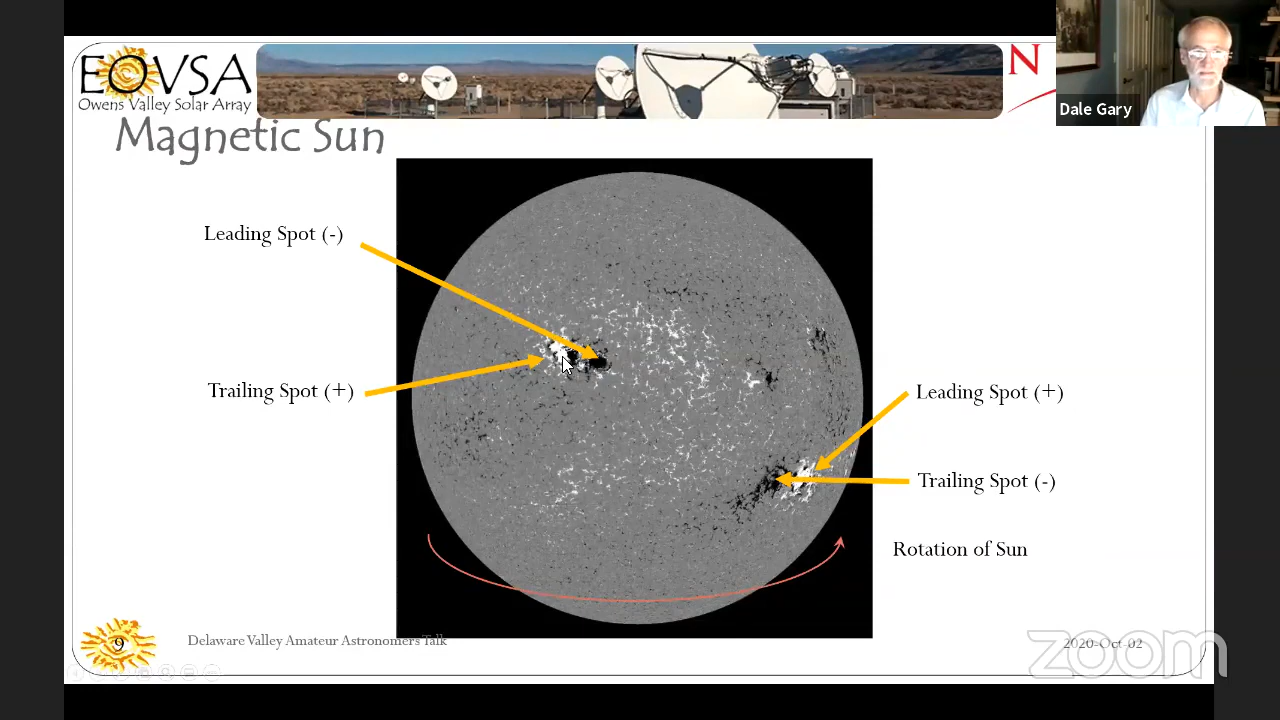 EOVSA
Owens Valley Solar Array
N
Dale Gary
Magnetic Sun
Leading Spot (-)
Trailing Spot (+)
Leading Spot (+)
Trailing Spot (-)
Rotation of Sun
9
Delaware Valley Amateur Astronomers Talk
2020-Oct-02
zoom